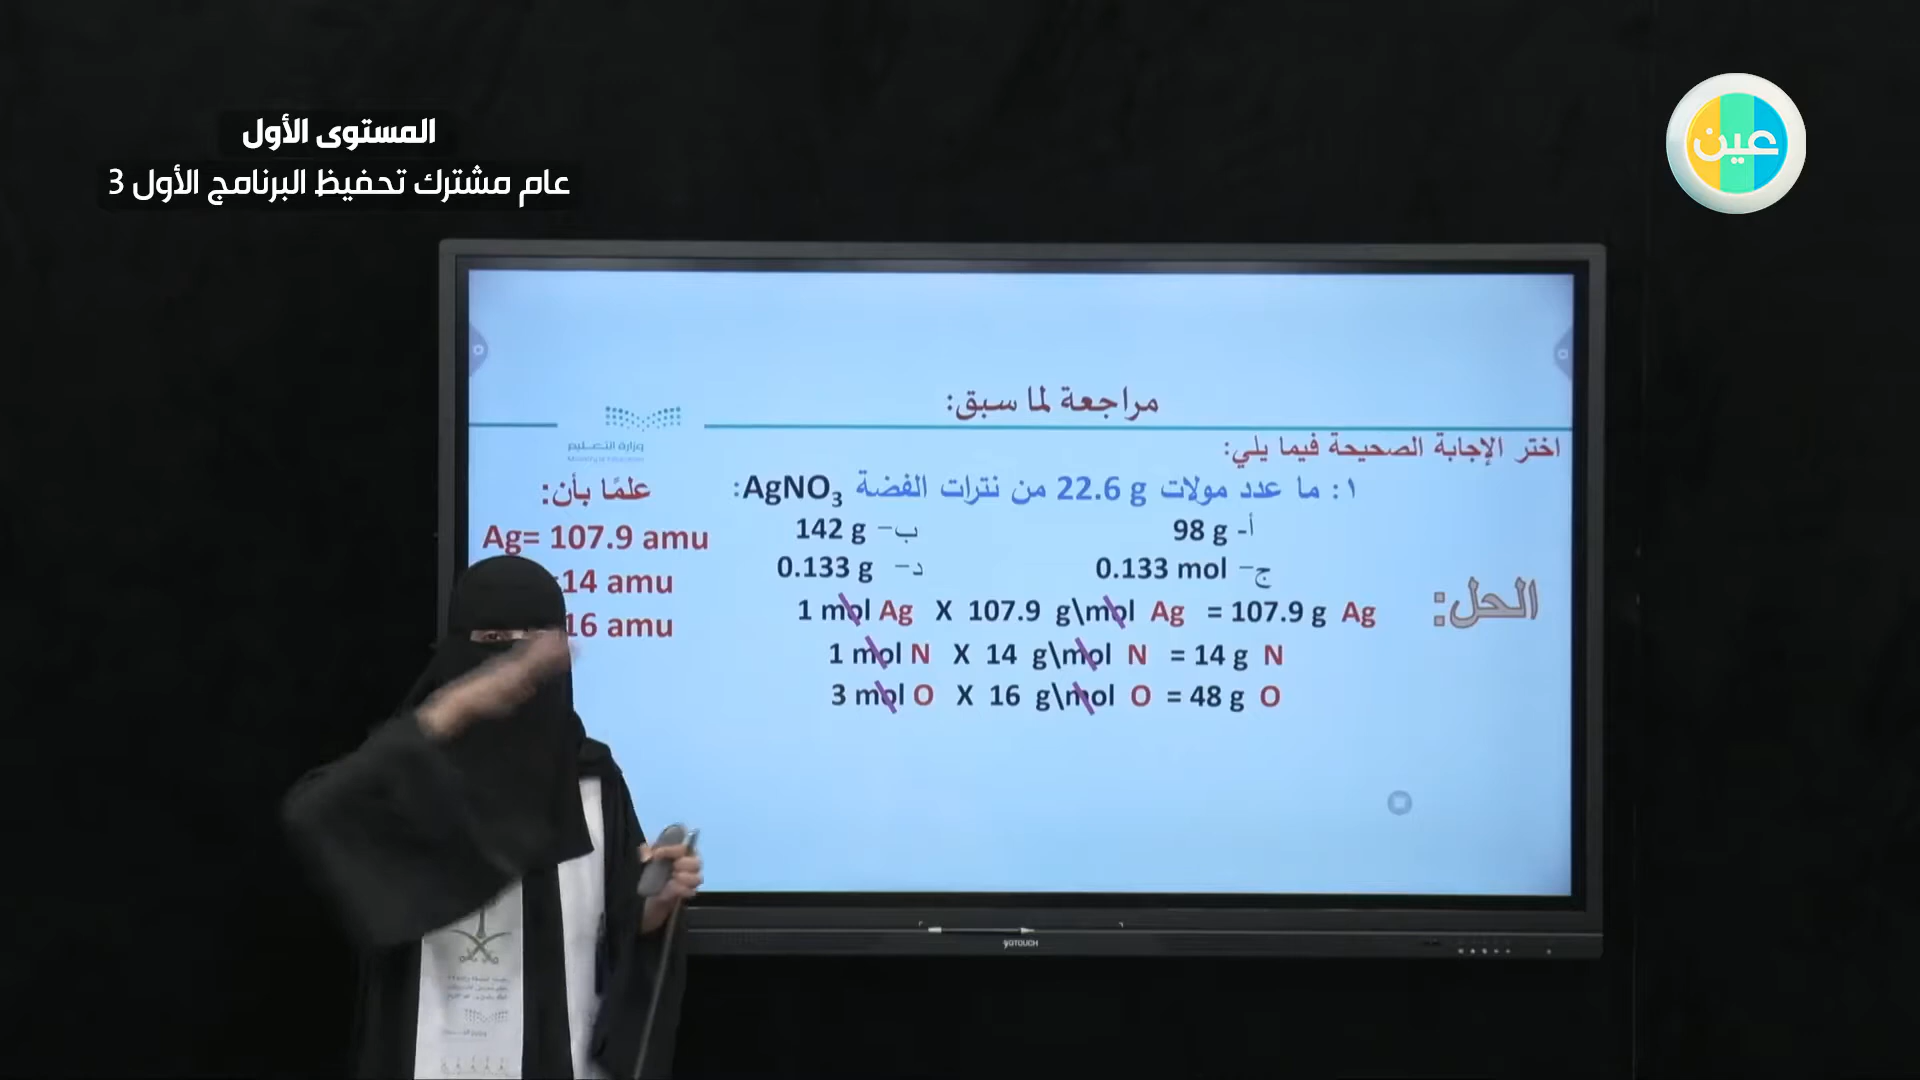 المستوى الأول
عام مشترك تحفيظ البرنامج الأول 3
عين
مراجعة لما سبق:
وزارة التعليم
Ministry of Education
اختر الإجابة الصحيحة فيما يلي:
١: ما عدد مولات 22.6 g من نترات الفضة AgNO₃:
أ- 98 g
ب- 142 g
ج- 0.133 mol
د- 0.133 g
علمًا بأن:
Ag= 107.9 amu
14 amu
16 amu
الحل:
1 mol Ag X 107.9 g\mol Ag = 107.9 g Ag
1 mol N X 14 g\mol N = 14 g N
3 mol O X 16 g\mol O = 48 g O